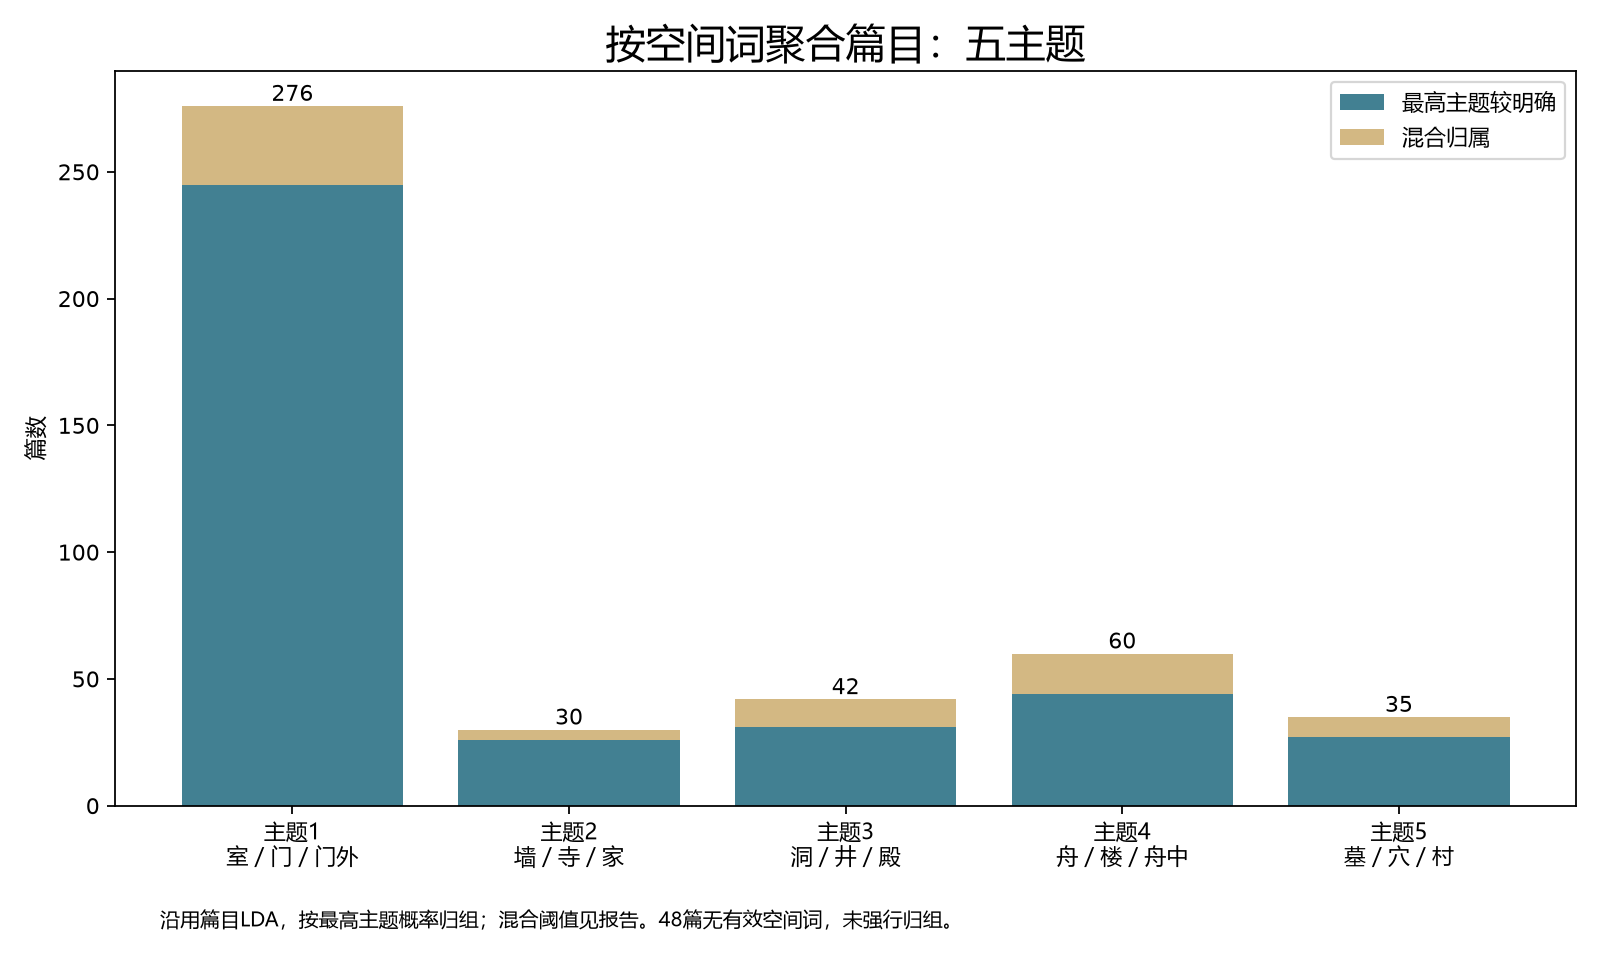 按空间词聚合篇目：五主题
276
最高主题较明确
混合归属
250
200
150
100
50
0
篇数
30
42
60
35
主题1
室 / 门 / 门外
主题2
墙 / 寺 / 家
主题3
洞 / 井 / 殿
主题4
舟 / 楼 / 舟中
主题5
墓 / 穴 / 村
沿用篇目LDA，按最高主题概率归组；混合阈值见报告。48篇无有效空间词，未强行归组。